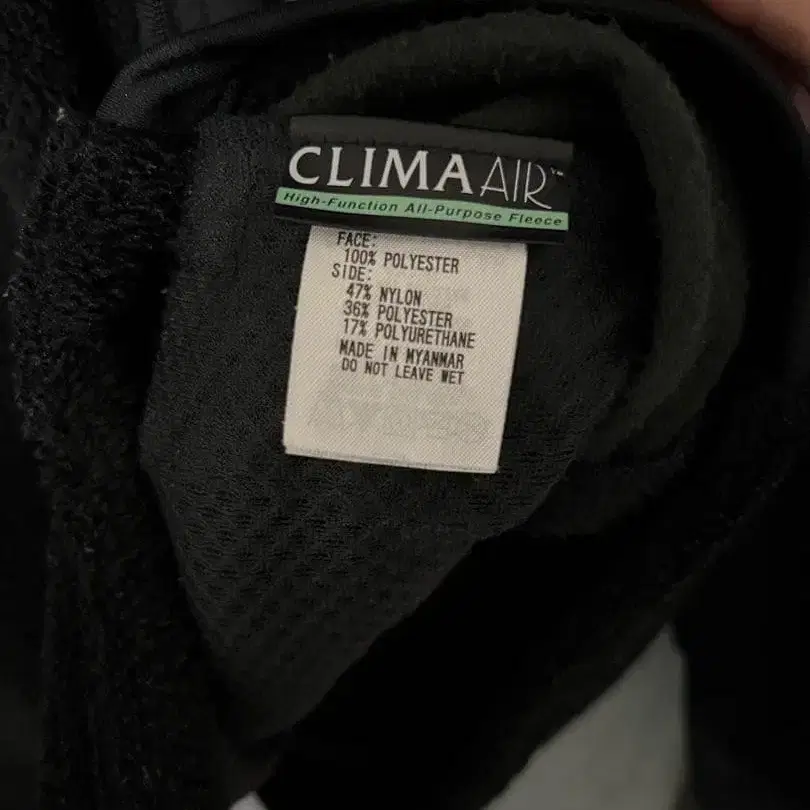 CLIMAAIR™
High-Function All-Purpose Fleece
FACE:
100% POLYESTER
SIDE:
47% NYLON
36% POLYESTER
17% POLYURETHANE
MADE IN MYANMAR
DO NOT LEAVE WET